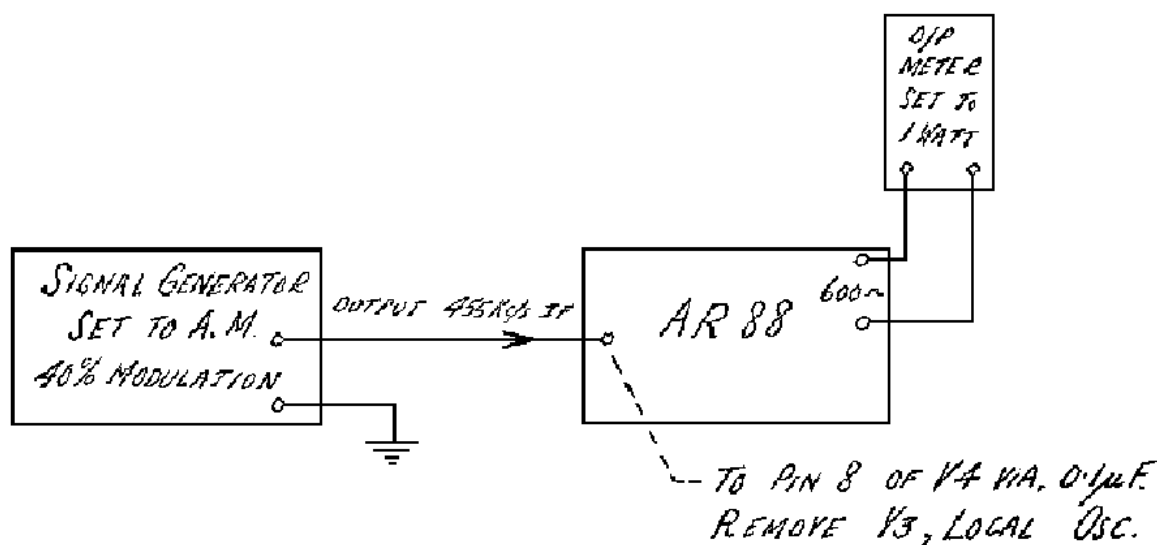 O/P
METER
SET TO
1 WATT
SIGNAL GENERATOR
SET TO A.M.
40% MODULATION
OUTPUT 455Kc/s IF
AR 88
600~
TO PIN 8 OF V4 VIA. 0.1µF.
REMOVE V3, LOCAL OSC.